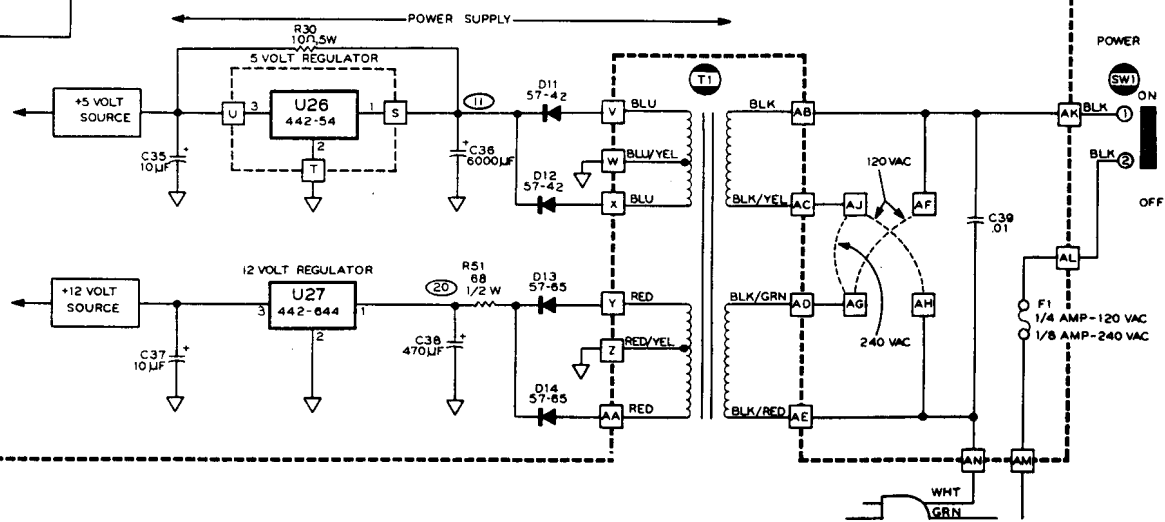 POWER SUPPLY
R30
10Ω,5W
5 VOLT REGULATOR
+5 VOLT
SOURCE
U
3
U26
442-54
1
S
2
T
C35
10µF
+
11
C36
6000µF
+
D11
57-42
D12
57-42
V
BLU
W
BLU/YEL
X
BLU
T1
BLK
AB
BLK/YEL
AC
AJ
AF
120 VAC
C39
.01
AK
BLK
1
POWER
SW1
ON
BLK
2
OFF
AL
12 VOLT REGULATOR
+12 VOLT
SOURCE
3
U27
442-644
1
2
C37
10µF
+
20
R51
68
1/2 W
C38
470µF
+
D13
57-65
D14
57-65
Y
RED
Z
RED/YEL
AA
RED
BLK/GRN
AD
AG
AH
240 VAC
BLK/RED
AE
F1
1/4 AMP-120 VAC
1/8 AMP-240 VAC
AN
AM
WHT
GRN